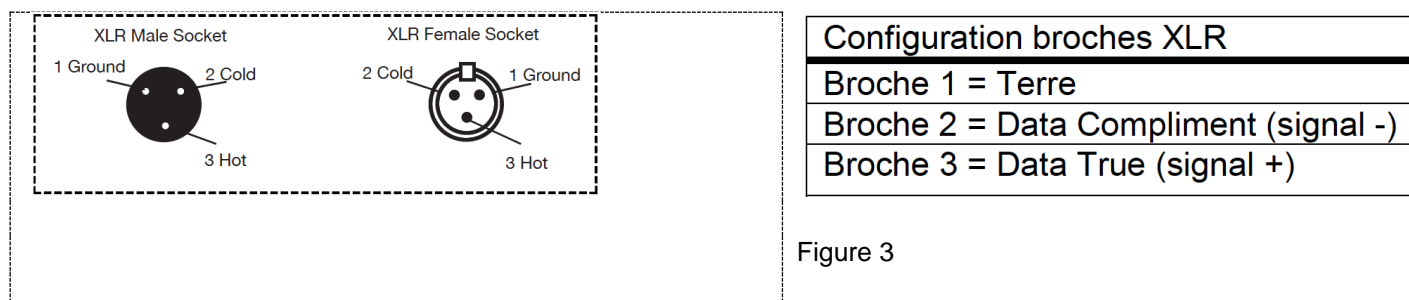 XLR Male Socket
1 Ground
2 Cold
3 Hot
XLR Female Socket
2 Cold
1 Ground
3 Hot
Configuration broches XLR
Broche 1 = Terre
Broche 2 = Data Compliment (signal -)
Broche 3 = Data True (signal +)
Figure 3